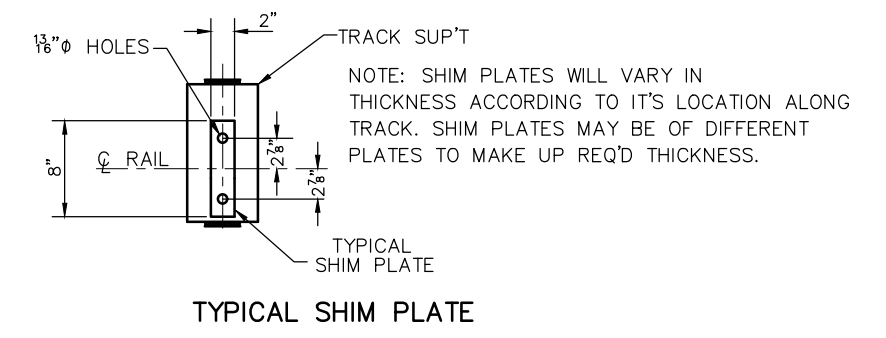 2"
13/16"⌀ HOLES
TRACK SUP'T
NOTE: SHIM PLATES WILL VARY IN
THICKNESS ACCORDING TO IT'S LOCATION ALONG
TRACK. SHIM PLATES MAY BE OF DIFFERENT
PLATES TO MAKE UP REQ'D THICKNESS.
8"
℄ RAIL
2 7/8"
2 7/8"
TYPICAL
SHIM PLATE
TYPICAL SHIM PLATE